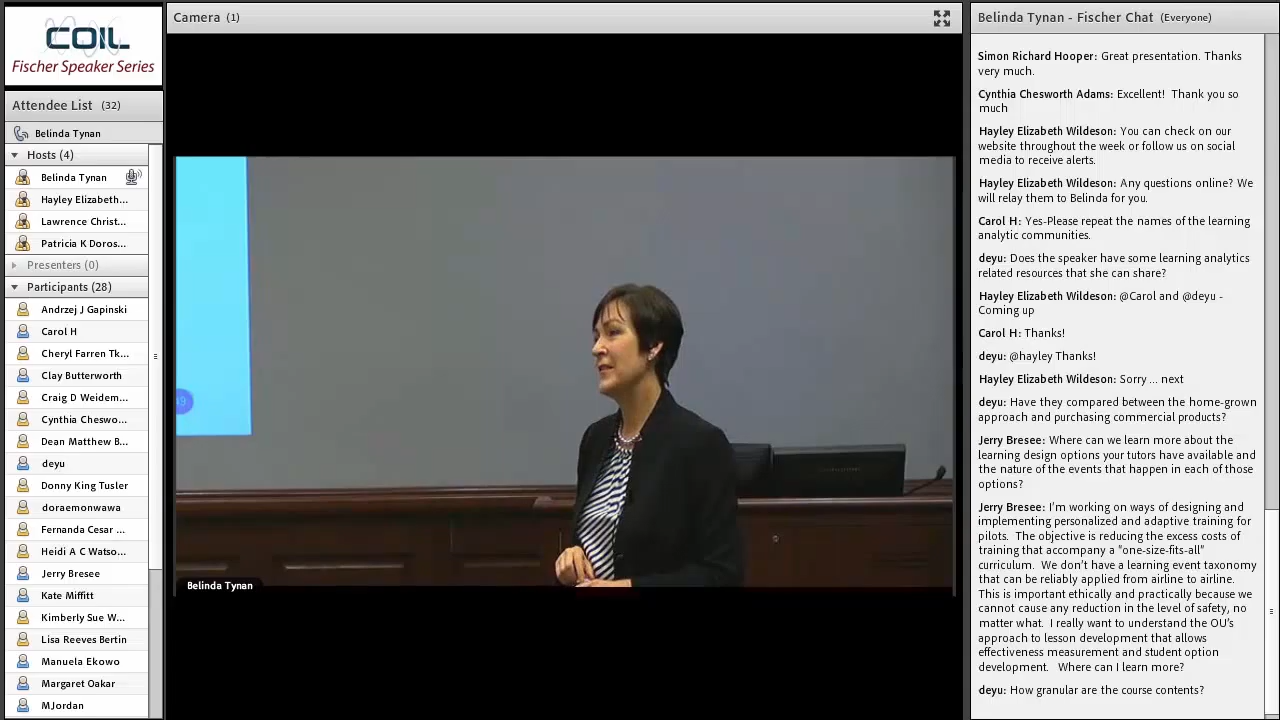 COIL
Fischer Speaker Series
Attendee List (32)
Belinda Tynan
Hosts (4)
Belinda Tynan
Hayley Elizabeth...
Lawrence Christ...
Patricia K Doros...
Presenters (0)
Participants (28)
Andrzej J Gapinski
Carol H
Cheryl Farren Tk...
Clay Butterworth
Craig D Weidem...
Cynthia Cheswo...
Dean Matthew B...
deyu
Donny King Tusler
doraemonwawa
Fernanda Cesar ...
Heidi A C Watso...
Jerry Bresee
Kate Miffitt
Kimberly Sue W...
Lisa Reeves Bertin
Manuela Ekowo
Margaret Oakar
MJordan
Camera (1)
Belinda Tynan
Belinda Tynan - Fischer Chat (Everyone)
Simon Richard Hooper: Great presentation. Thanks
very much.
Cynthia Chesworth Adams: Excellent!  Thank you so
much
Hayley Elizabeth Wildeson: You can check on our
website throughout the week or follow us on social
media to receive alerts.
Hayley Elizabeth Wildeson: Any questions online? We
will relay them to Belinda for you.
Carol H: Yes-Please repeat the names of the learning
analytic communities.
deyu: Does the speaker have some learning analytics
related resources that she can share?
Hayley Elizabeth Wildeson: @Carol and @deyu -
Coming up
Carol H: Thanks!
deyu: @hayley Thanks!
Hayley Elizabeth Wildeson: Sorry ... next
deyu: Have they compared between the home-grown
approach and purchasing commercial products?
Jerry Bresee: Where can we learn more about the
learning design options your tutors have available and
the nature of the events that happen in each of those
options?
Jerry Bresee: I'm working on ways of designing and
implementing personalized and adaptive training for
pilots.  The objective is reducing the excess costs of
training that accompany a "one-size-fits-all"
curriculum.  We don't have a learning event taxonomy
that can be reliably applied from airline to airline.
This is important ethically and practically because we
cannot cause any reduction in the level of safety, no
matter what.  I really want to understand the OU's
approach to lesson development that allows
effectiveness measurement and student option
development.   Where can I learn more?
deyu: How granular are the course contents?